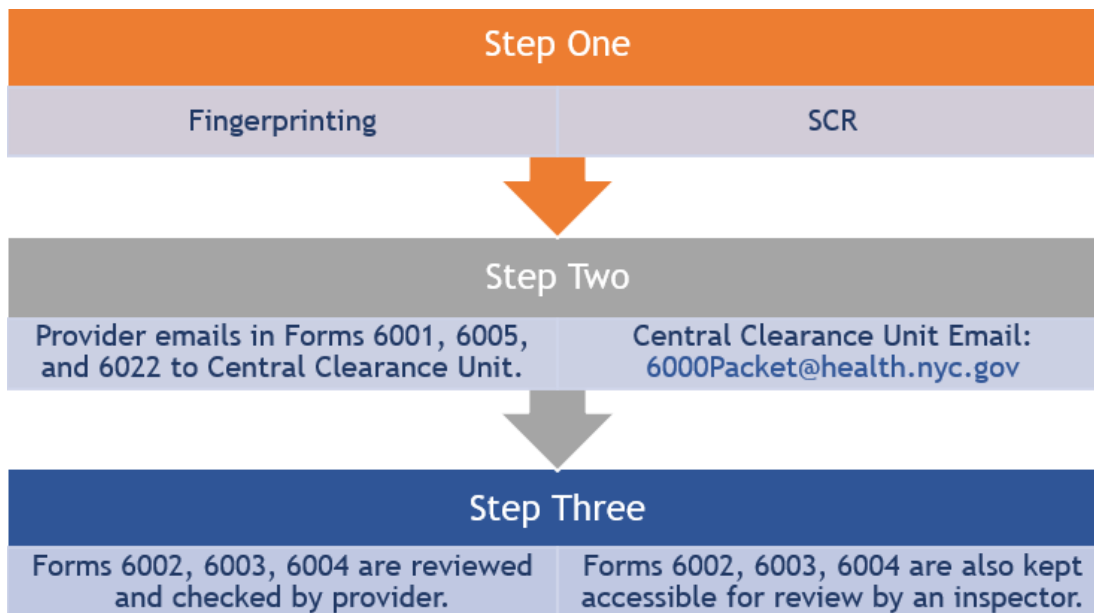 Step One
Fingerprinting
SCR
Step Two
Provider emails in Forms 6001, 6005,
and 6022 to Central Clearance Unit.
Central Clearance Unit Email:
6000Packet@health.nyc.gov
Step Three
Forms 6002, 6003, 6004 are reviewed
and checked by provider.
Forms 6002, 6003, 6004 are also kept
accessible for review by an inspector.